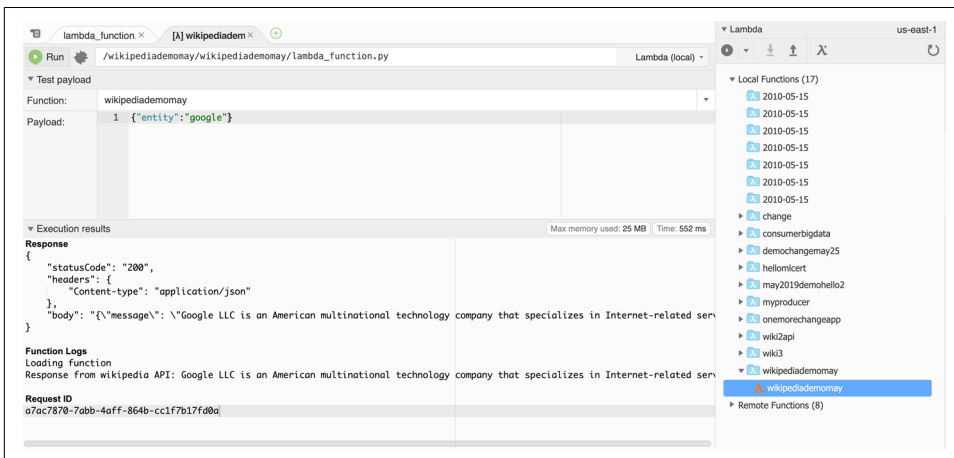 lambda_function.
[λ] wikipediadem
Run
/wikipediademomay/wikipediademomay/lambda_function.py
Lambda (local)
Test payload
Function:
wikipediademomay
Payload:
1 {"entity":"google"}
Execution results
Max memory used: 25 MB
Time: 552 ms
Response
{
"statusCode": "200",
"headers": {
"Content-type": "application/json"
},
"body": "{\"message\": \"Google LLC is an American multinational technology company that specializes in Internet-related serv
}
Function Logs
Loading function
Response from wikipedia API: Google LLC is an American multinational technology company that specializes in Internet-related serv
Request ID
a7ac7870-7abb-4aff-864b-cc1f7b17fd0a
Lambda
us-east-1
Local Functions (17)
2010-05-15
2010-05-15
2010-05-15
2010-05-15
2010-05-15
2010-05-15
2010-05-15
change
consumerbigdata
demochangemay25
hellomlcert
may2019demohello2
myproducer
onemorechangeapp
wiki2api
wiki3
wikipediademomay
wikipediademomay
Remote Functions (8)